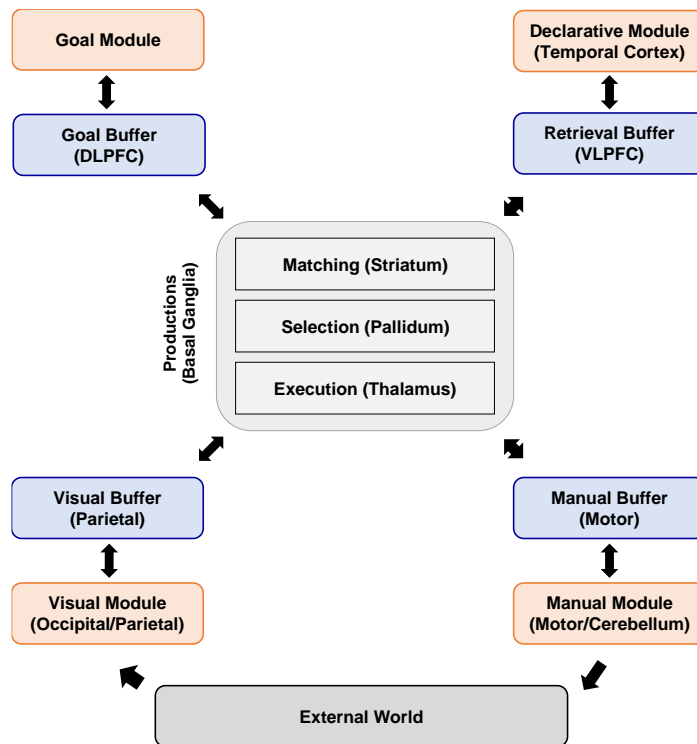 Goal Module
Declarative Module
(Temporal Cortex)
Goal Buffer
(DLPFC)
Retrieval Buffer
(VLPFC)
Productions
(Basal Ganglia)
Matching (Striatum)
Selection (Pallidum)
Execution (Thalamus)
Visual Buffer
(Parietal)
Manual Buffer
(Motor)
Visual Module
(Occipital/Parietal)
Manual Module
(Motor/Cerebellum)
External World